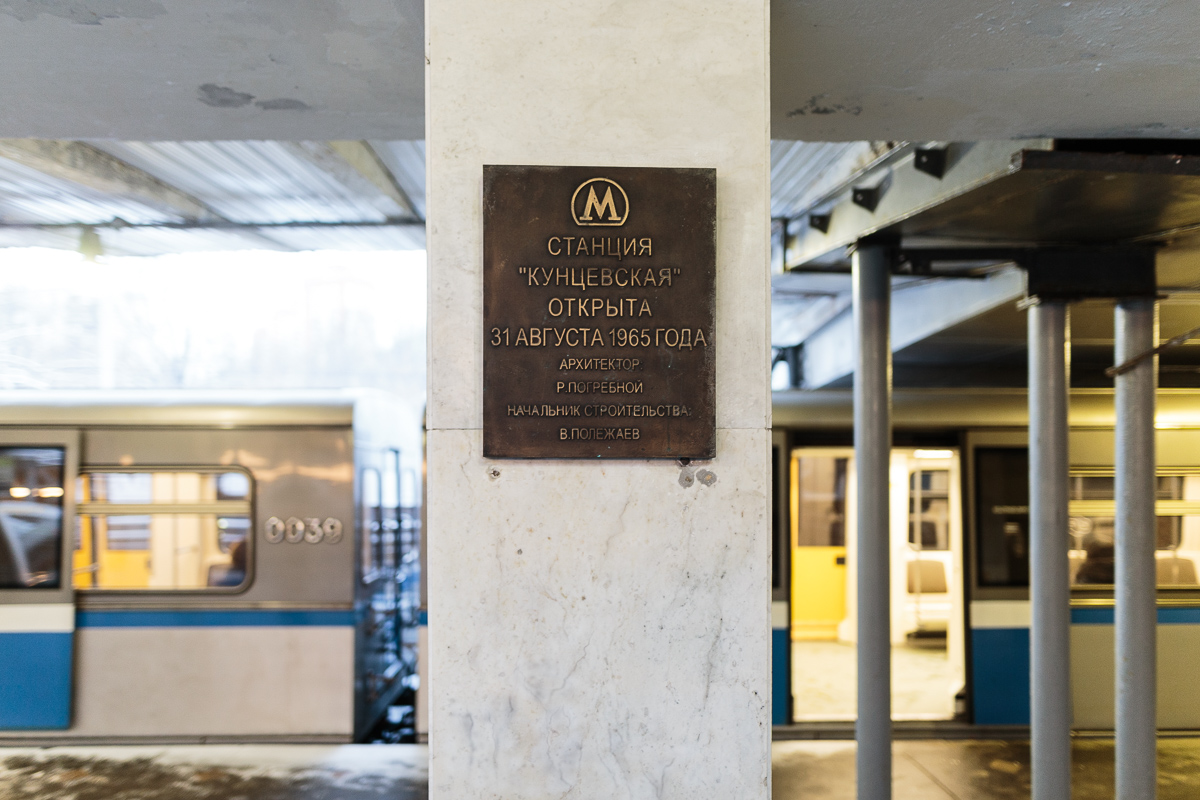 М
СТАНЦИЯ
"КУНЦЕВСКАЯ"
ОТКРЫТА
31 АВГУСТА 1965 ГОДА
АРХИТЕКТОР
Р.ПОГРЕБНОЙ
НАЧАЛЬНИК СТРОИТЕЛЬСТВА:
В.ПОЛЕЖАЕВ
0039